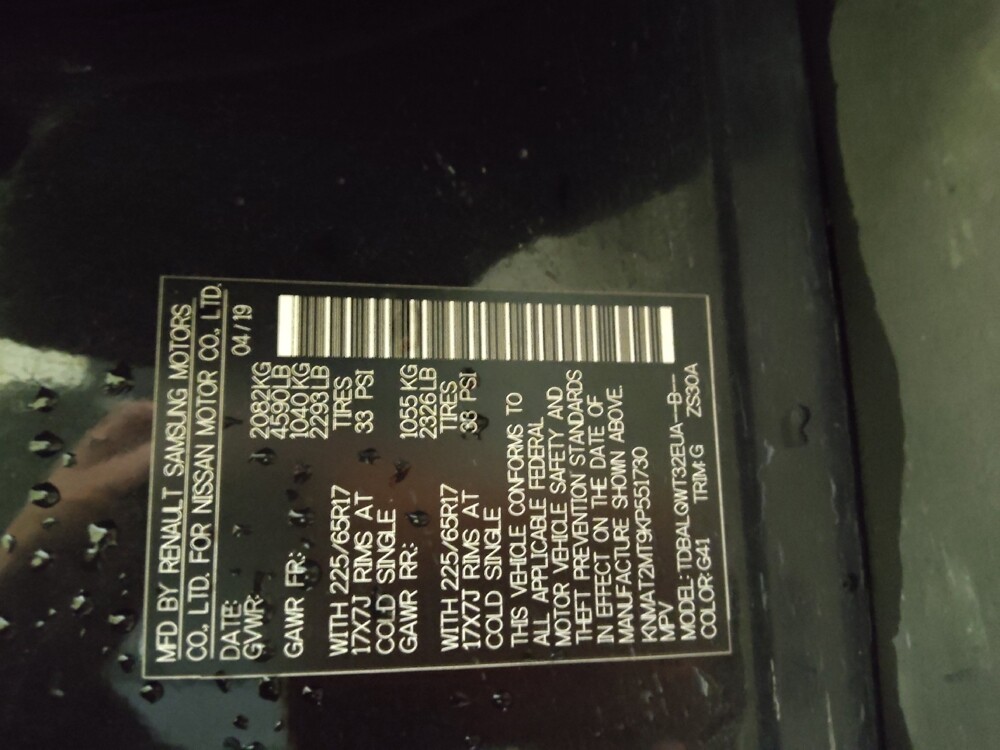 MFD BY RENAULT SAMSUNG MOTORS
CO., LTD. FOR NISSAN MOTOR CO., LTD.
DATE: 04/19
GVWR: 2082KG
4590LB
GAWR FR: 1040KG
2293LB
WITH 225/65R17 TIRES
17X7J RIMS AT 33 PSI
COLD SINGLE
GAWR RR: 1055KG
2326LB
WITH 225/65R17 TIRES
17X7J RIMS AT 33 PSI
COLD SINGLE
THIS VEHICLE CONFORMS TO
ALL APPLICABLE FEDERAL
MOTOR VEHICLE SAFETY AND
THEFT PREVENTION STANDARDS
IN EFFECT ON THE DATE OF
MANUFACTURE SHOWN ABOVE.
KNMAT2MT9KP551730
MPV
MODEL: TDBALQWT32EUA--B--
COLOR:G41 TRIM: G ZS30A